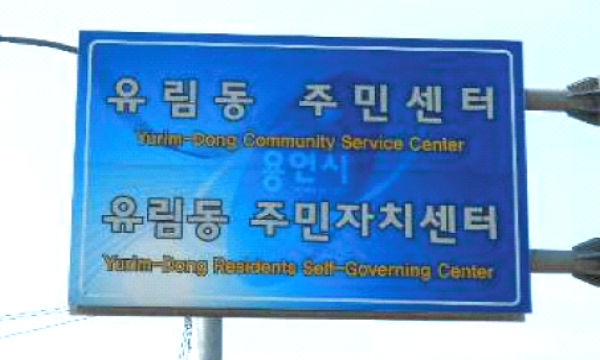 유림동 주민센터
Yurim-Dong Community Service Center
용인시
유림동 주민자치센터
Yurim-Dong Residents Self-Governing Center